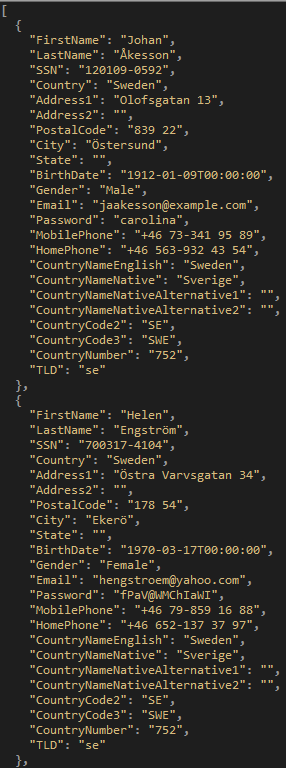 [
{
"FirstName": "Johan",
"LastName": "Åkesson",
"SSN": "120109-0592",
"Country": "Sweden",
"Address1": "Olofsgatan 13",
"Address2": "",
"PostalCode": "839 22",
"City": "Östersund",
"State": "",
"BirthDate": "1912-01-09T00:00:00",
"Gender": "Male",
"Email": "jaakesson@example.com",
"Password": "carolina",
"MobilePhone": "+46 73-341 95 89",
"HomePhone": "+46 563-932 43 54",
"CountryNameEnglish": "Sweden",
"CountryNameNative": "Sverige",
"CountryNameNativeAlternative1": "",
"CountryNameNativeAlternative2": "",
"CountryCode2": "SE",
"CountryCode3": "SWE",
"CountryNumber": "752",
"TLD": "se"
},
{
"FirstName": "Helen",
"LastName": "Engström",
"SSN": "700317-4104",
"Country": "Sweden",
"Address1": "Östra Varvsgatan 34",
"Address2": "",
"PostalCode": "178 54",
"City": "Ekerö",
"State": "",
"BirthDate": "1970-03-17T00:00:00",
"Gender": "Female",
"Email": "hengstroem@yahoo.com",
"Password": "fPaV@WMChIaWI",
"MobilePhone": "+46 79-859 16 88",
"HomePhone": "+46 652-137 37 97",
"CountryNameEnglish": "Sweden",
"CountryNameNative": "Sverige",
"CountryNameNativeAlternative1": "",
"CountryNameNativeAlternative2": "",
"CountryCode2": "SE",
"CountryCode3": "SWE",
"CountryNumber": "752",
"TLD": "se"
},